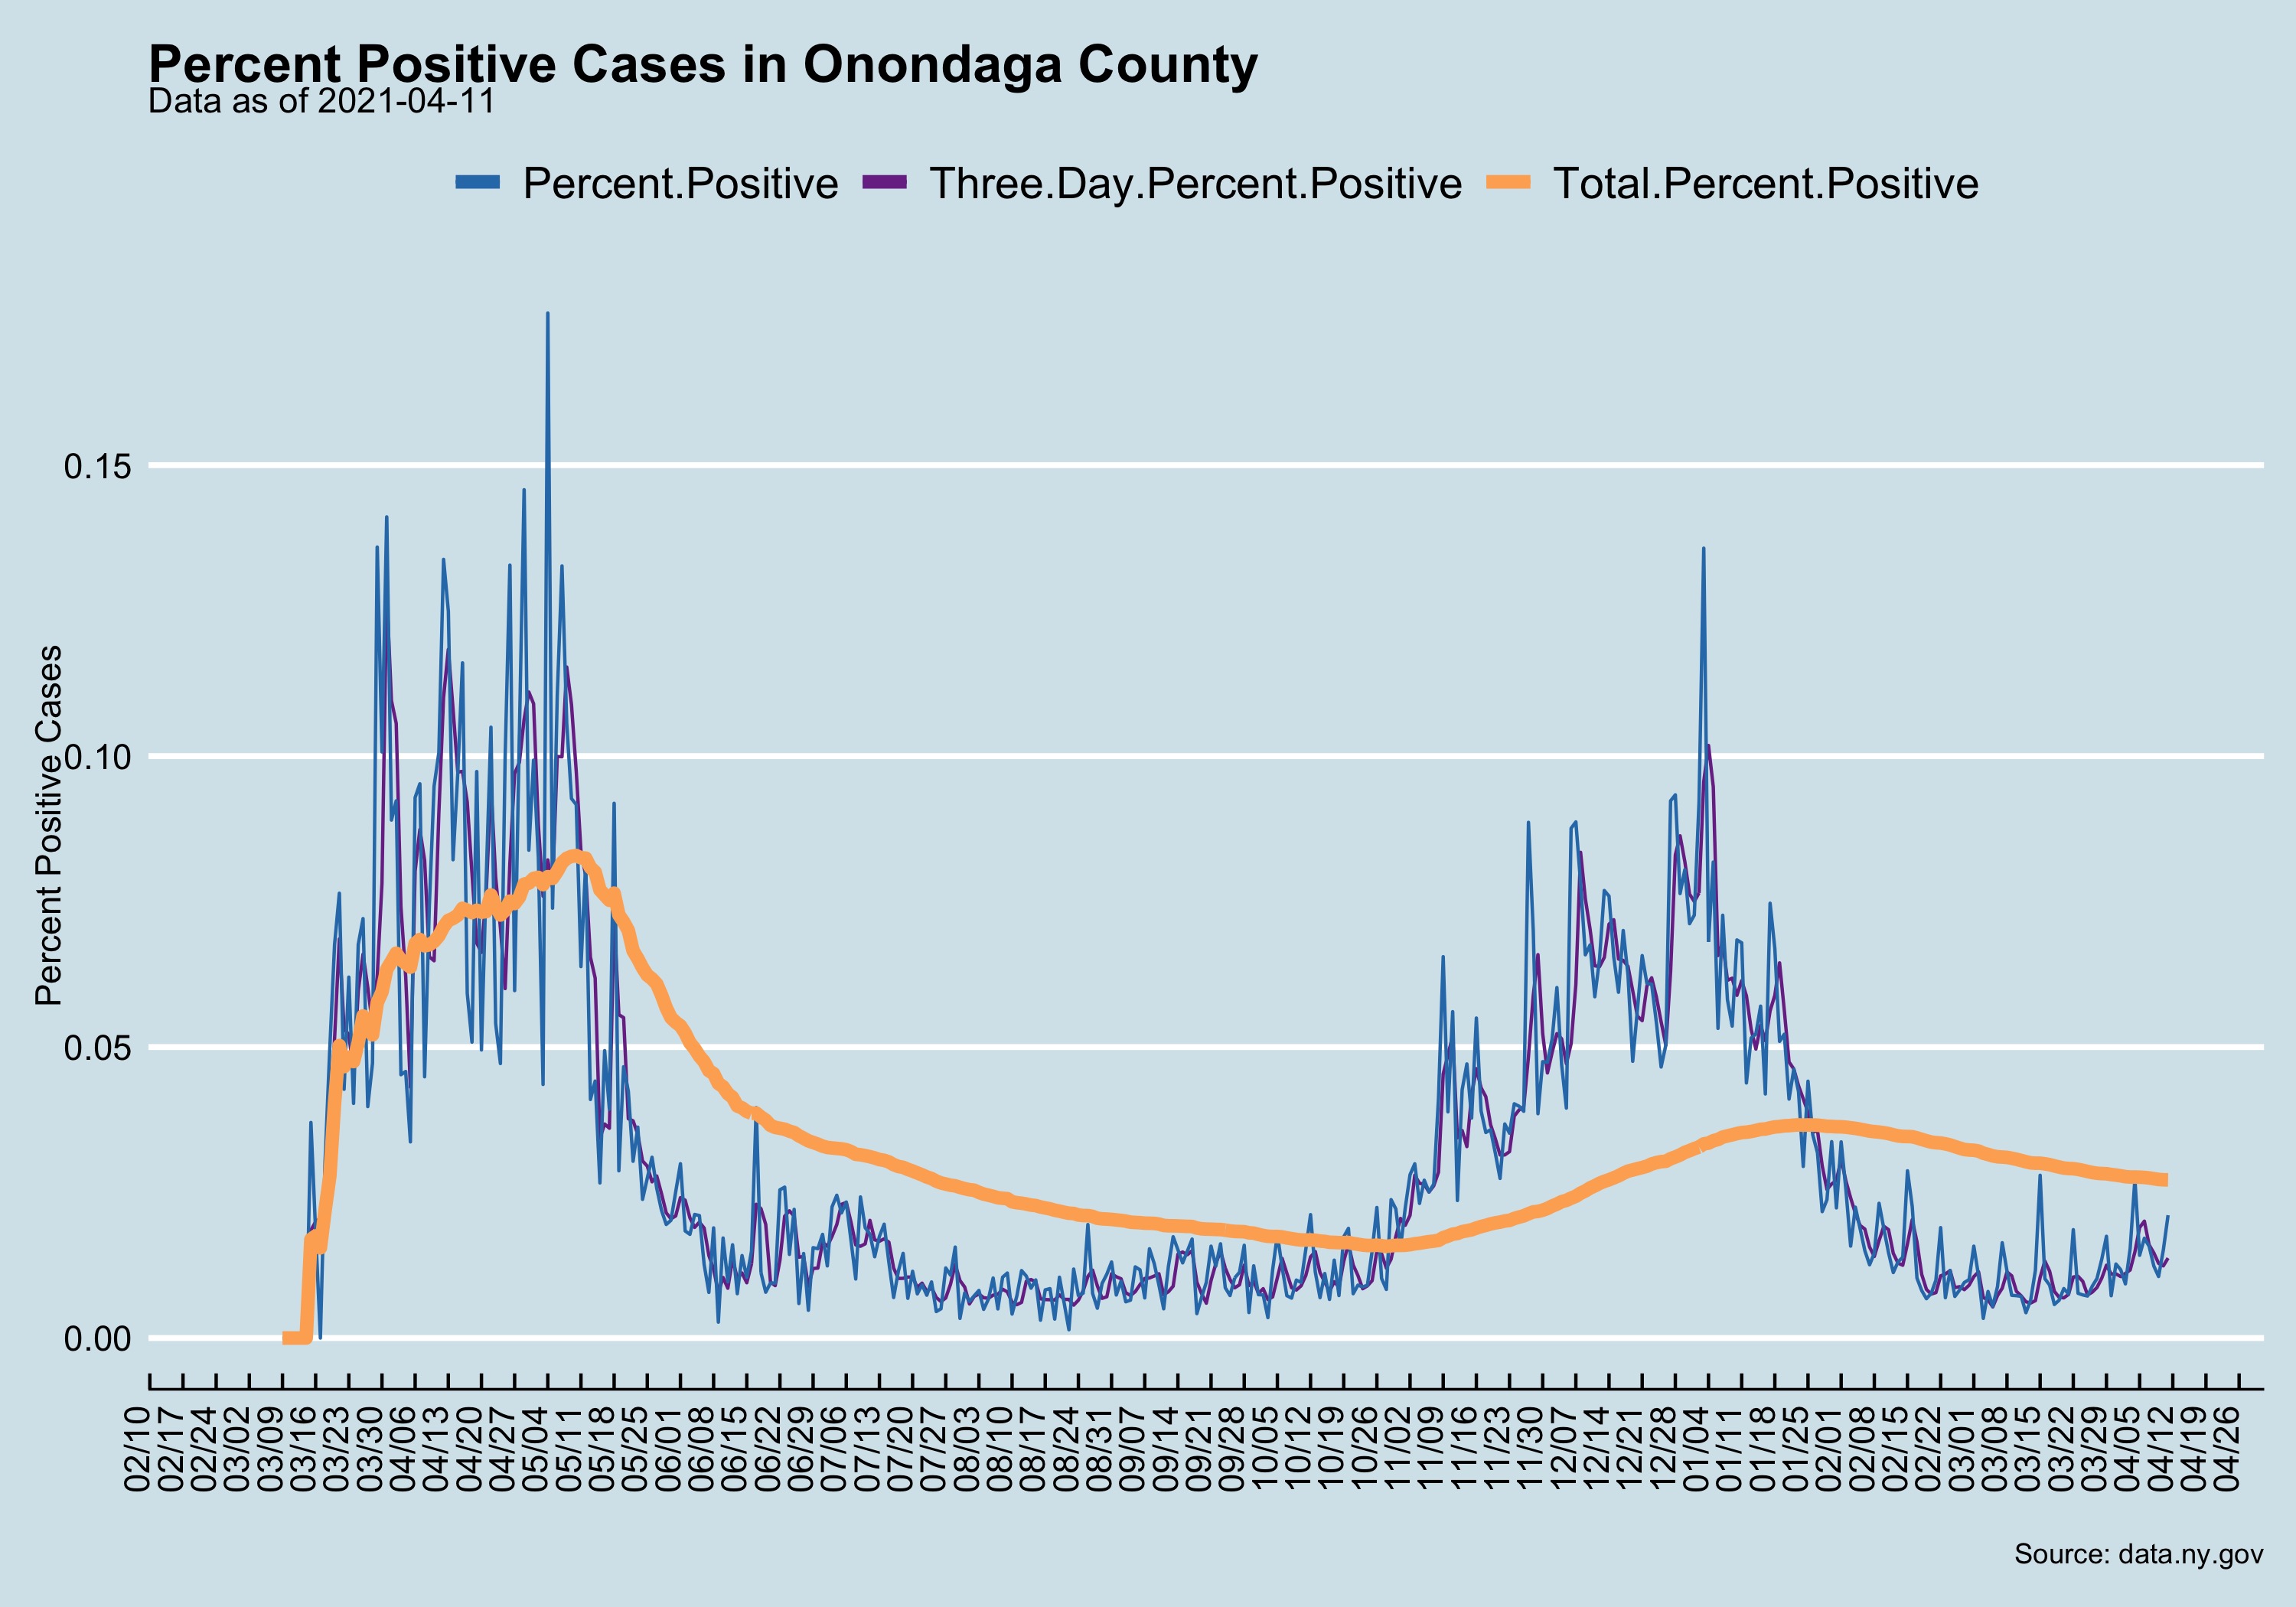 Percent Positive Cases in Onondaga County
Data as of 2021-04-11
Percent.Positive Three.Day.Percent.Positive Total.Percent.Positive
Percent Positive Cases
0.15
0.10
0.05
0.00
02/10 02/17 02/24 03/02 03/09 03/16 03/23 03/30 04/06 04/13 04/20 04/27 05/04 05/11 05/18 05/25 06/01 06/08 06/15 06/22 06/29 07/06 07/13 07/20 07/27 08/03 08/10 08/17 08/24 08/31 09/07 09/14 09/21 09/28 10/05 10/12 10/19 10/26 11/02 11/09 11/16 11/23 11/30 12/07 12/14 12/21 12/28 01/04 01/11 01/18 01/25 02/01 02/08 02/15 02/22 03/01 03/08 03/15 03/22 03/29 04/05 04/12 04/19 04/26
Source: data.ny.gov